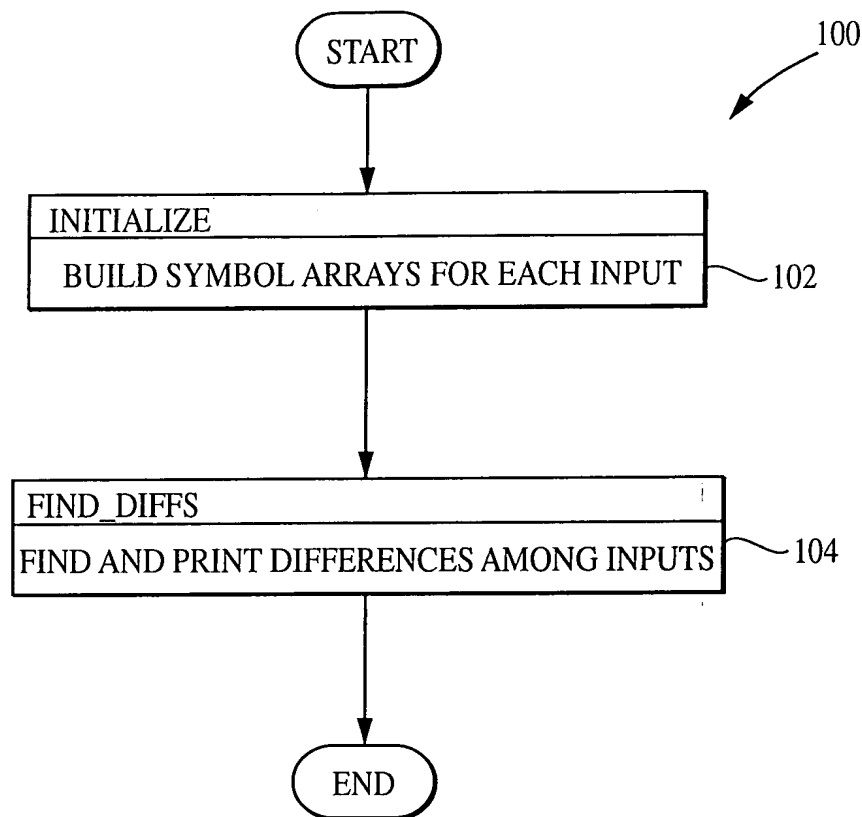 START
100
INITIALIZE
BUILD SYMBOL ARRAYS FOR EACH INPUT
102
FIND_DIFFS
FIND AND PRINT DIFFERENCES AMONG INPUTS
104
END